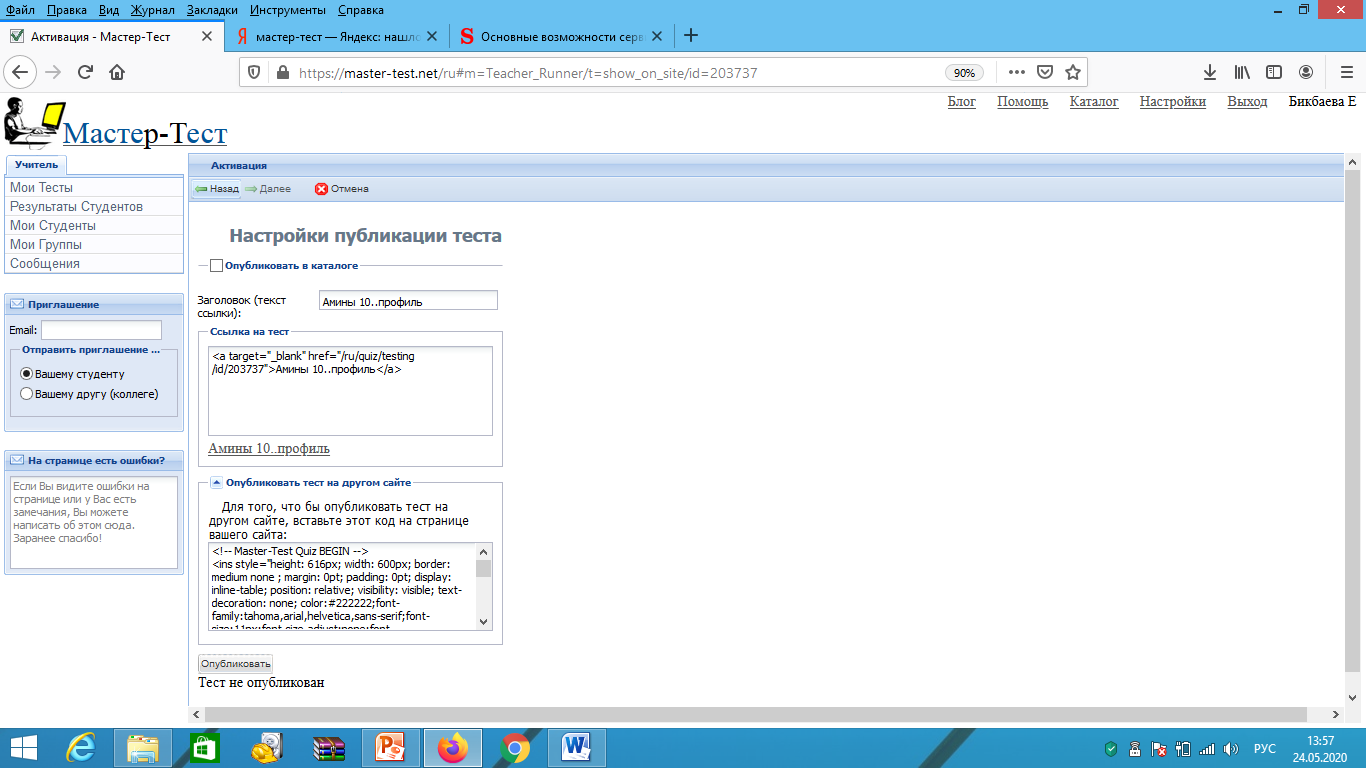 Файл Правка Вид Журнал Закладки Инструменты Справка
Активация - Мастер-Тест
мастер-тест — Яндекс: нашло
Основные возможности серв
https://master-test.net/ru#m=Teacher_Runner/t=show_on_site/id=203737
90%
Блог Помощь Каталог Настройки Выход Бикбаева Е
Мастер-Тест
Учитель
Мои Тесты
Результаты Студентов
Мои Студенты
Мои Группы
Сообщения
Приглашение
Email:
Отправить приглашение ...
Вашему студенту
Вашему другу (коллеге)
На странице есть ошибки?
Если Вы видите ошибки на
странице или у Вас есть
замечания, Вы можете
написать об этом сюда.
Заранее спасибо!
Активация
Назад Далее Отмена
Настройки публикации теста
Опубликовать в каталоге
Заголовок (текст
ссылки):
Амины 10..профиль
Ссылка на тест
<a target="_blank" href="/ru/quiz/testing
/id/203737">Амины 10..профиль</a>
Амины 10..профиль
Опубликовать тест на другом сайте
Для того, что бы опубликовать тест на
другом сайте, вставьте этот код на странице
вашего сайта:
<!-- Master-Test Quiz BEGIN -->
<ins style="height: 616px; width: 600px; border:
medium none ; margin: 0pt; padding: 0pt; display:
inline-table; position: relative; visibility: visible; text-
decoration: none; color:#222222;font-
family:tahoma,arial,helvetica,sans-serif;font-
size:11px;font-size-adjust:none;font-
Опубликовать
Тест не опубликован
РУС
13:57
24.05.2020